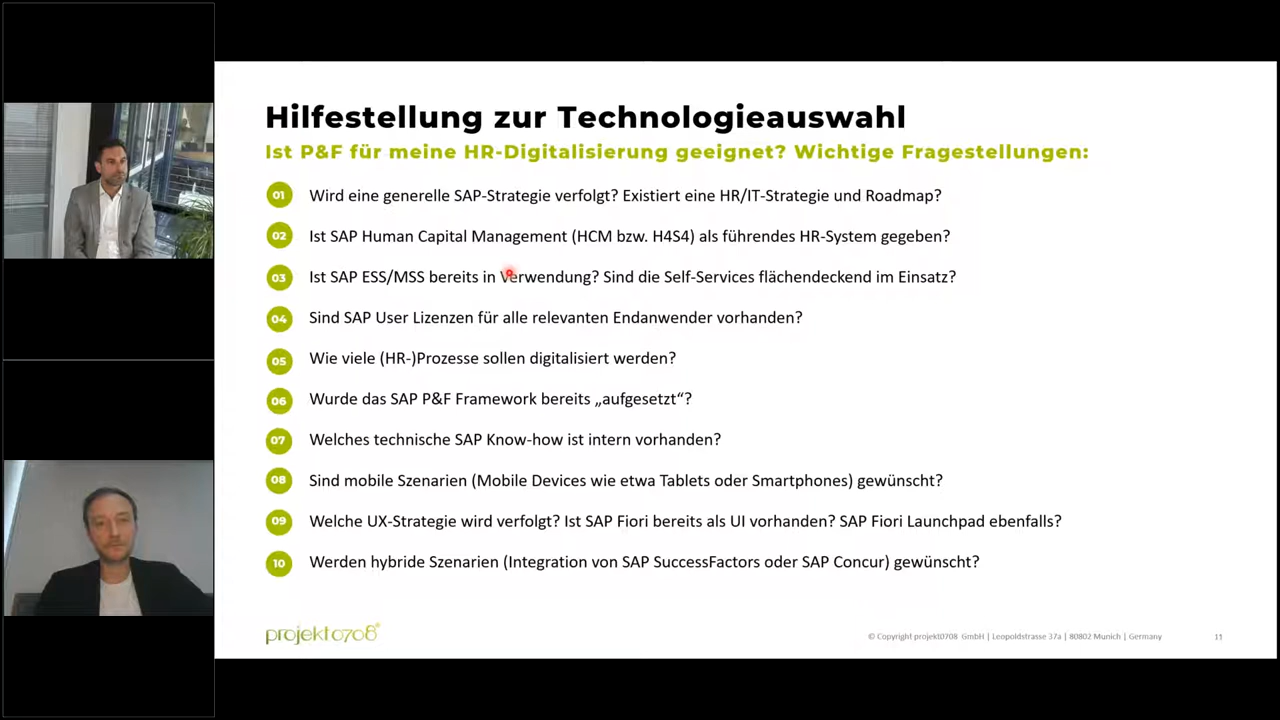 Hilfestellung zur Technologieauswahl
Ist P&F für meine HR-Digitalisierung geeignet? Wichtige Fragestellungen:
01 Wird eine generelle SAP-Strategie verfolgt? Existiert eine HR/IT-Strategie und Roadmap?
02 Ist SAP Human Capital Management (HCM bzw. H4S4) als führendes HR-System gegeben?
03 Ist SAP ESS/MSS bereits in Verwendung? Sind die Self-Services flächendeckend im Einsatz?
04 Sind SAP User Lizenzen für alle relevanten Endanwender vorhanden?
05 Wie viele (HR-)Prozesse sollen digitalisiert werden?
06 Wurde das SAP P&F Framework bereits „aufgesetzt“?
07 Welches technische SAP Know-how ist intern vorhanden?
08 Sind mobile Szenarien (Mobile Devices wie etwa Tablets oder Smartphones) gewünscht?
09 Welche UX-Strategie wird verfolgt? Ist SAP Fiori bereits als UI vorhanden? SAP Fiori Launchpad ebenfalls?
10 Werden hybride Szenarien (Integration von SAP SuccessFactors oder SAP Concur) gewünscht?
projekt0708®
© Copyright projekt0708 GmbH | Leopoldstrasse 37a | 80802 Munich | Germany
11